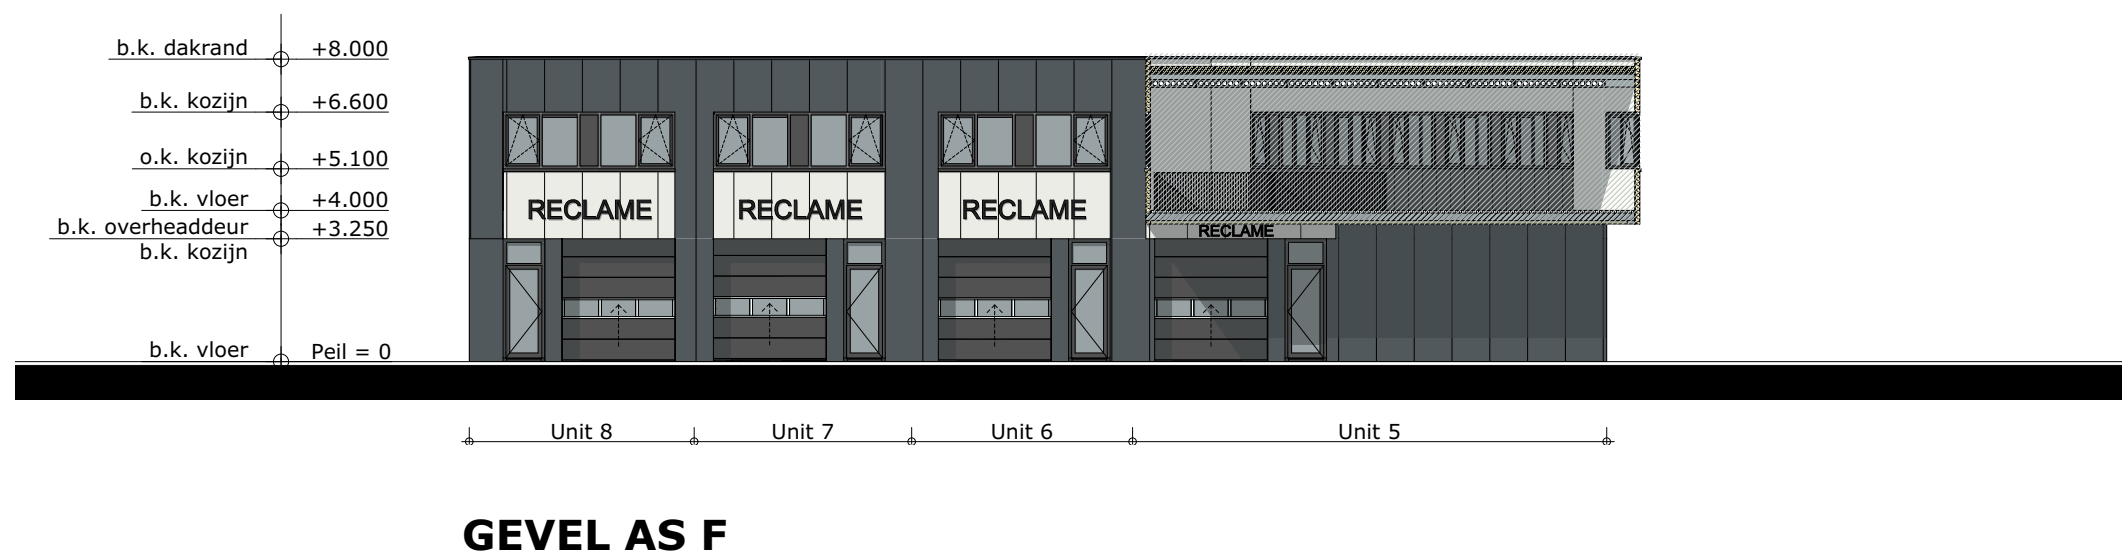 b.k. dakrand +8.000
b.k. kozijn +6.600
o.k. kozijn +5.100
b.k. vloer +4.000
b.k. overheaddeur +3.250
b.k. kozijn
RECLAME RECLAME RECLAME
RECLAME
b.k. vloer Peil = 0
Unit 8 Unit 7 Unit 6 Unit 5
GEVEL AS F